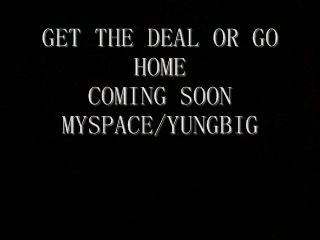 GET THE DEAL OR GO
HOME
COMING SOON
MYSPACE/YUNGBIG